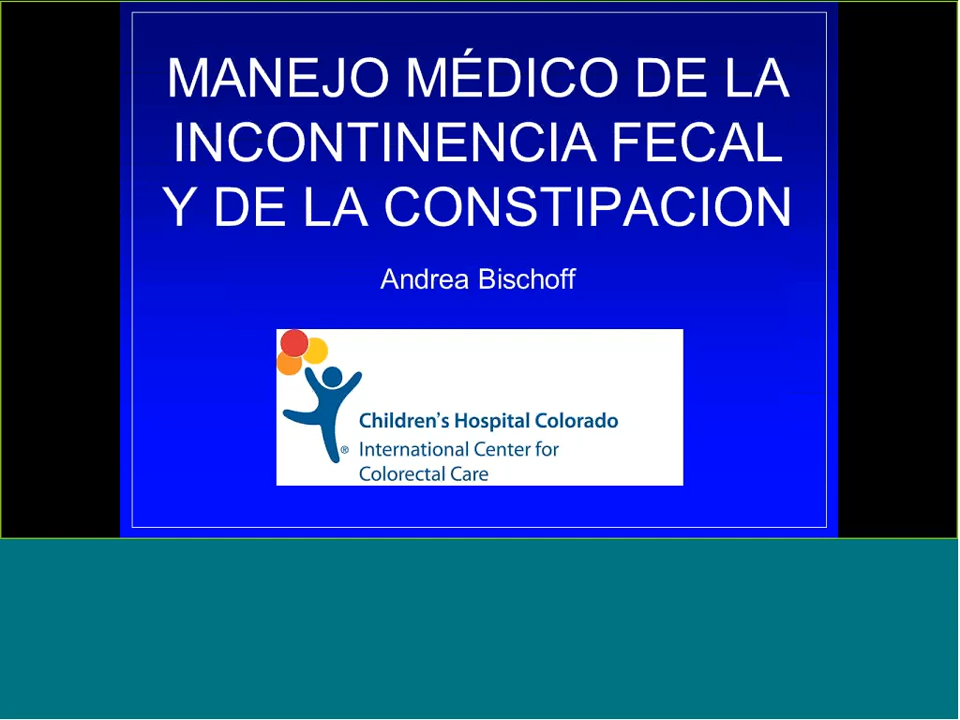 MANEJO MÉDICO DE LA
INCONTINENCIA FECAL
Y DE LA CONSTIPACION
Andrea Bischoff
Children's Hospital Colorado
® International Center for
Colorectal Care